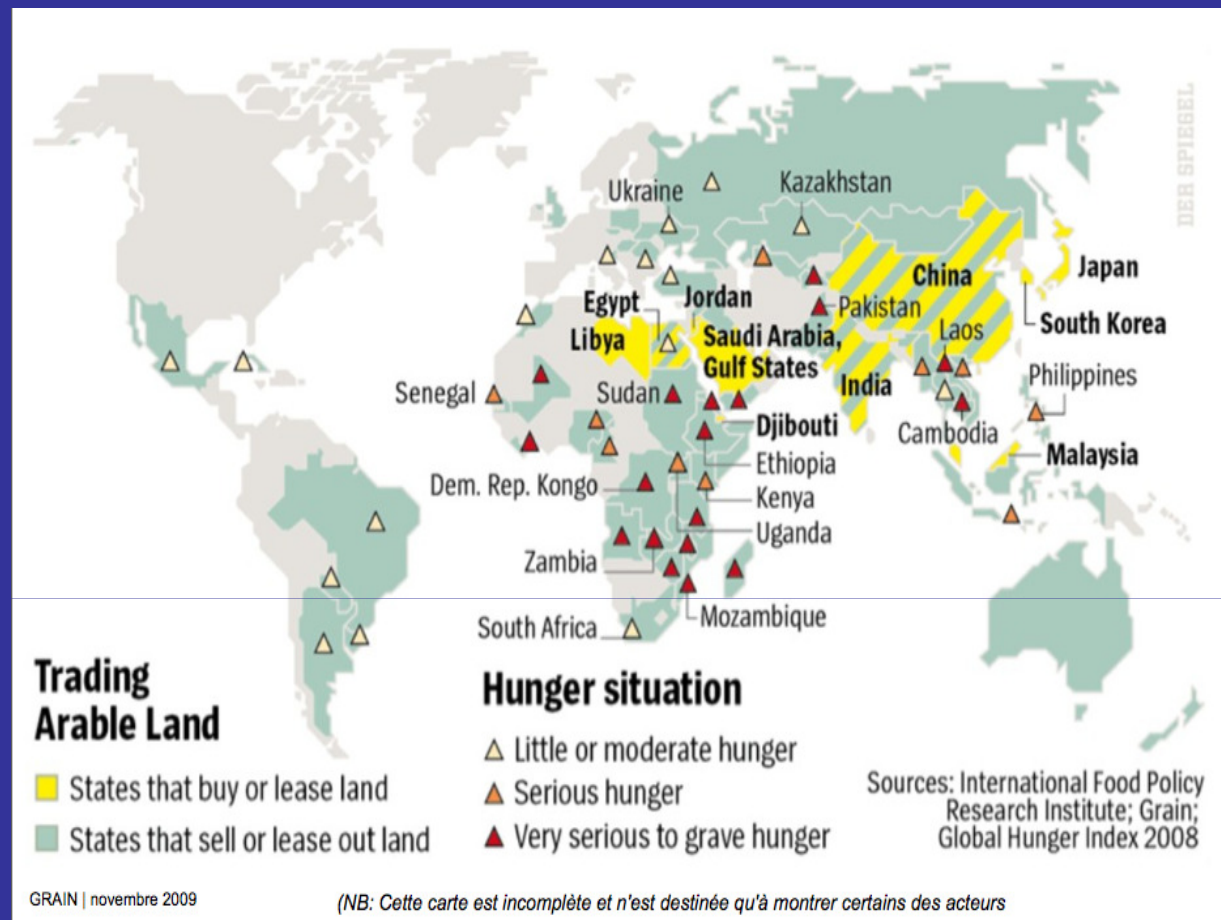 DER SPIEGEL
Ukraine
Kazakhstan
China
Japan
Egypt
Jordan
Pakistan
Libya
Saudi Arabia,
Gulf States
Laos
South Korea
India
Philippines
Senegal
Sudan
Djibouti
Cambodia
Malaysia
Ethiopia
Dem. Rep. Kongo
Kenya
Uganda
Zambia
Mozambique
South Africa
Trading
Arable Land
States that buy or lease land
States that sell or lease out land
Hunger situation
Little or moderate hunger
Serious hunger
Very serious to grave hunger
Sources: International Food Policy
Research Institute; Grain;
Global Hunger Index 2008
GRAIN | novembre 2009
(NB: Cette carte est incomplète et n'est destinée qu'à montrer certains des acteurs